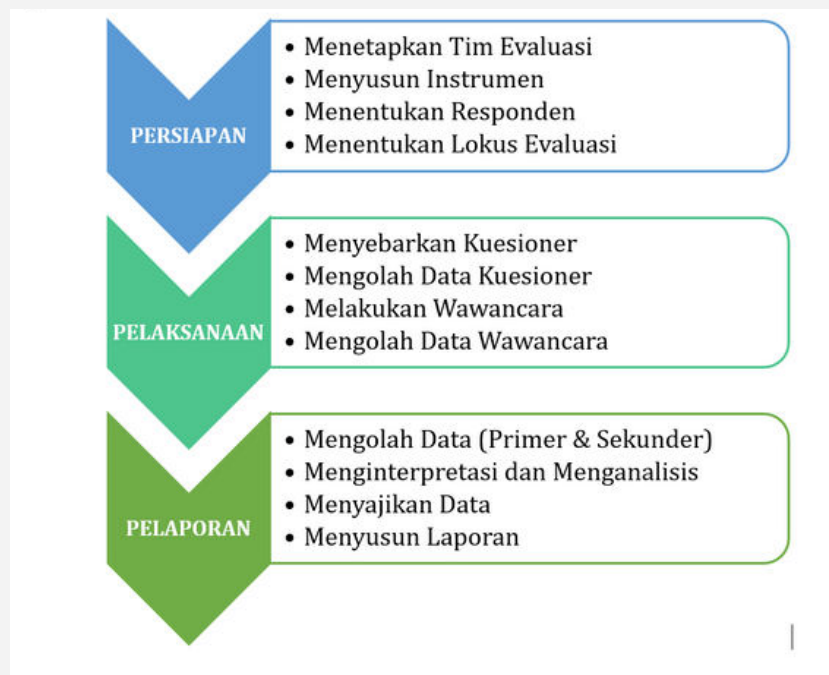 PERSIAPAN
• Menetapkan Tim Evaluasi
• Menyusun Instrumen
• Menentukan Responden
• Menentukan Lokus Evaluasi
PELAKSANAAN
• Menyebarkan Kuesioner
• Mengolah Data Kuesioner
• Melakukan Wawancara
• Mengolah Data Wawancara
PELAPORAN
• Mengolah Data (Primer & Sekunder)
• Menginterpretasi dan Menganalisis
• Menyajikan Data
• Menyusun Laporan